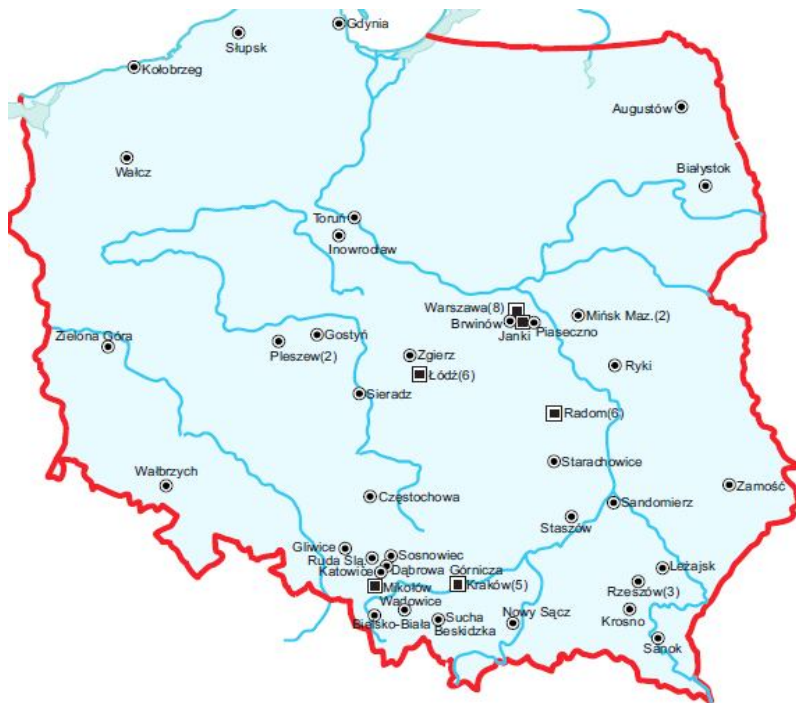 Gdynia
Słupsk
Kołobrzeg
Augustów
Wałcz
Białystok
Toruń
Inowrocław
Warszawa(8)
Mińsk Maz.(2)
Brwinów
Piaseczno
Janki
Zielona Góra
Gostyń
Pleszew(2)
Zgierz
Ryki
Łódź(6)
Sieradz
Radom(6)
Starachowice
Wałbrzych
Zamość
Częstochowa
Sandomierz
Staszów
Gliwice
Sosnowiec
RudaŚlą.
Katowice
Dąbrowa Górnicza
Leżajsk
Mikołów
Kraków(5)
Rzeszów(3)
Wadowice
Krosno
Bielsko-Biała
Sucha
Beskidzka
Nowy Sącz
Sanok